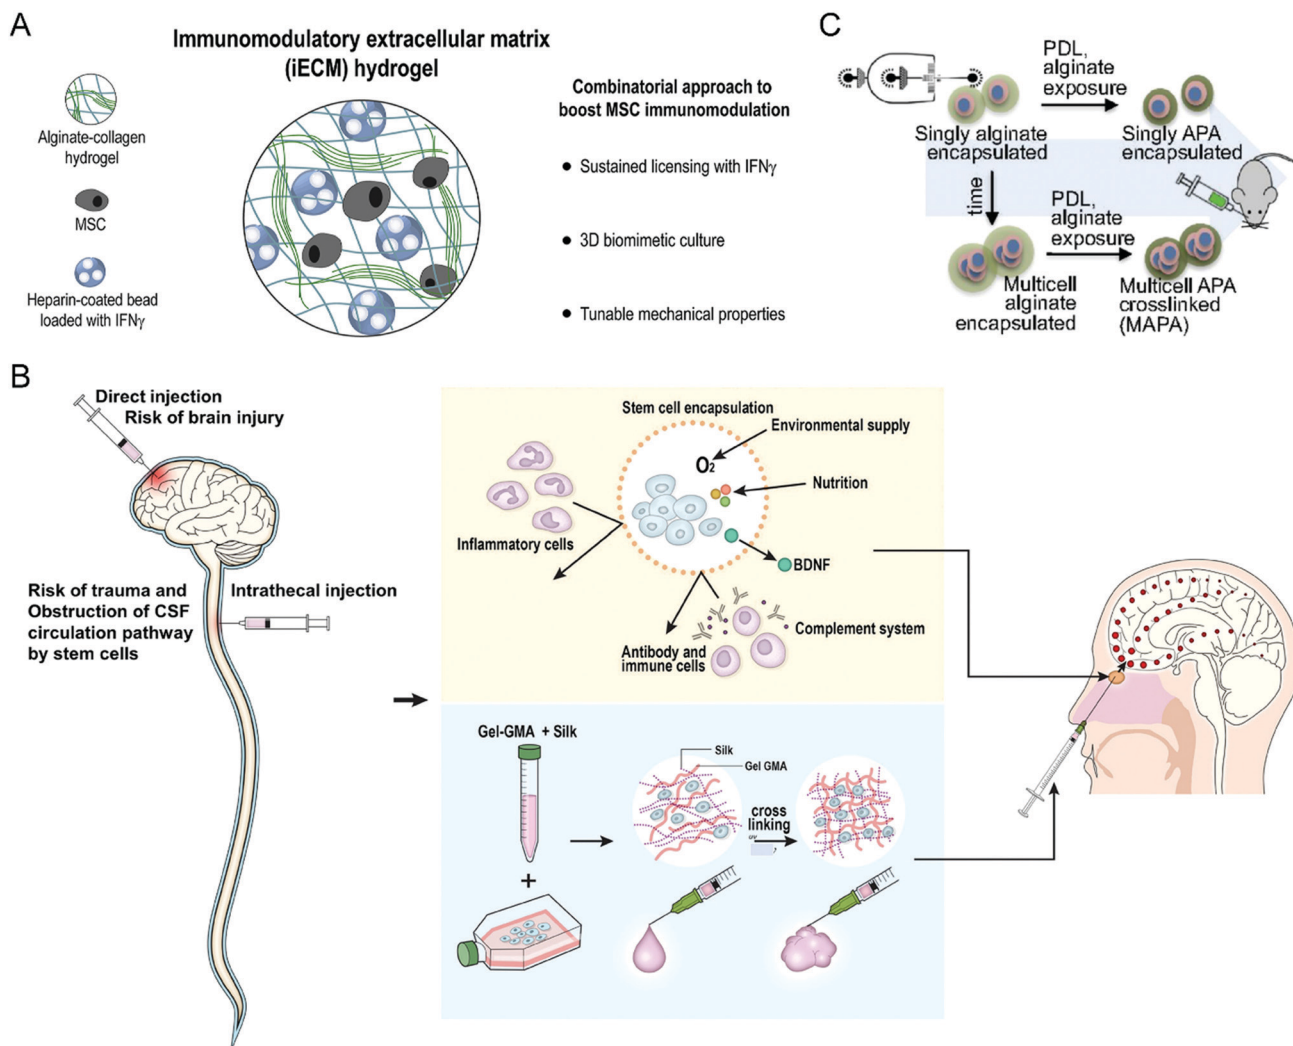 A
Immunomodulatory extracellular matrix
(iECM) hydrogel
Alginate-collagen
hydrogel
MSC
Heparin-coated bead
loaded with IFNγ
Combinatorial approach to
boost MSC immunomodulation
● Sustained licensing with IFNγ
● 3D biomimetic culture
● Tunable mechanical properties
C
PDL,
alginate
exposure
Singly alginate
encapsulated
Singly APA
encapsulated
time
PDL,
alginate
exposure
Multicell
alginate
encapsulated
Multicell APA
crosslinked
(MAPA)
B
Direct injection
Risk of brain injury
Risk of trauma and
Obstruction of CSF
circulation pathway
by stem cells
Intrathecal injection
Stem cell encapsulation
Environmental supply
O2
Nutrition
Inflammatory cells
BDNF
Complement system
Antibody and
immune cells
Gel-GMA + Silk
+
Silk
Gel GMA
cross
linking
uv